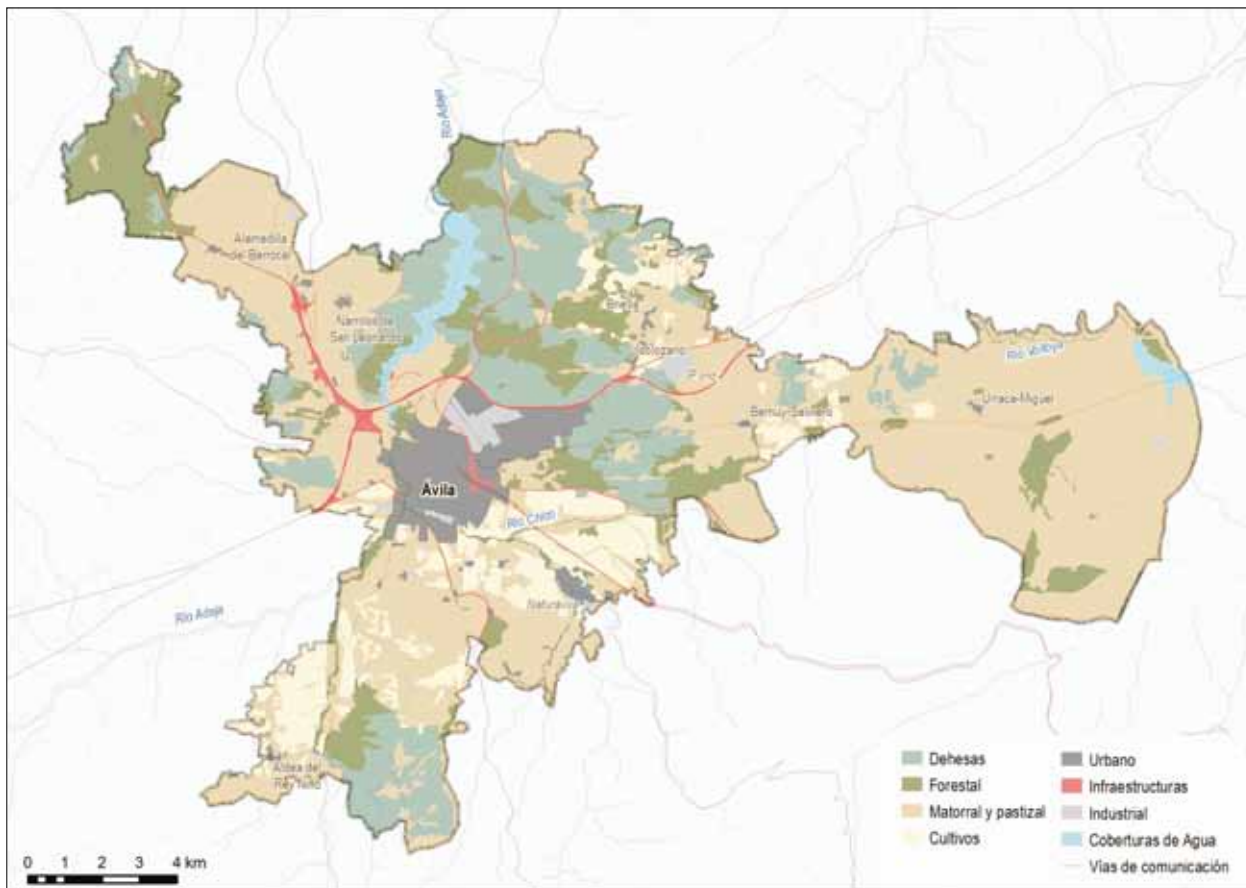 Río Adaja
Alamedilla
del Berrocal
Narrillos de
San Leonardo
Brieva
Vicolozano
Río Voltoya
Urraca-Miguel
Bernuy-Salinero
Ávila
Río Chico
Naturávila
Río Adaja
Aldea del
Rey Niño
Dehesas
Forestal
Matorral y pastizal
Cultivos
Urbano
Infraestructuras
Industrial
Coberturas de Agua
Vías de comunicación
0 1 2 3 4 km